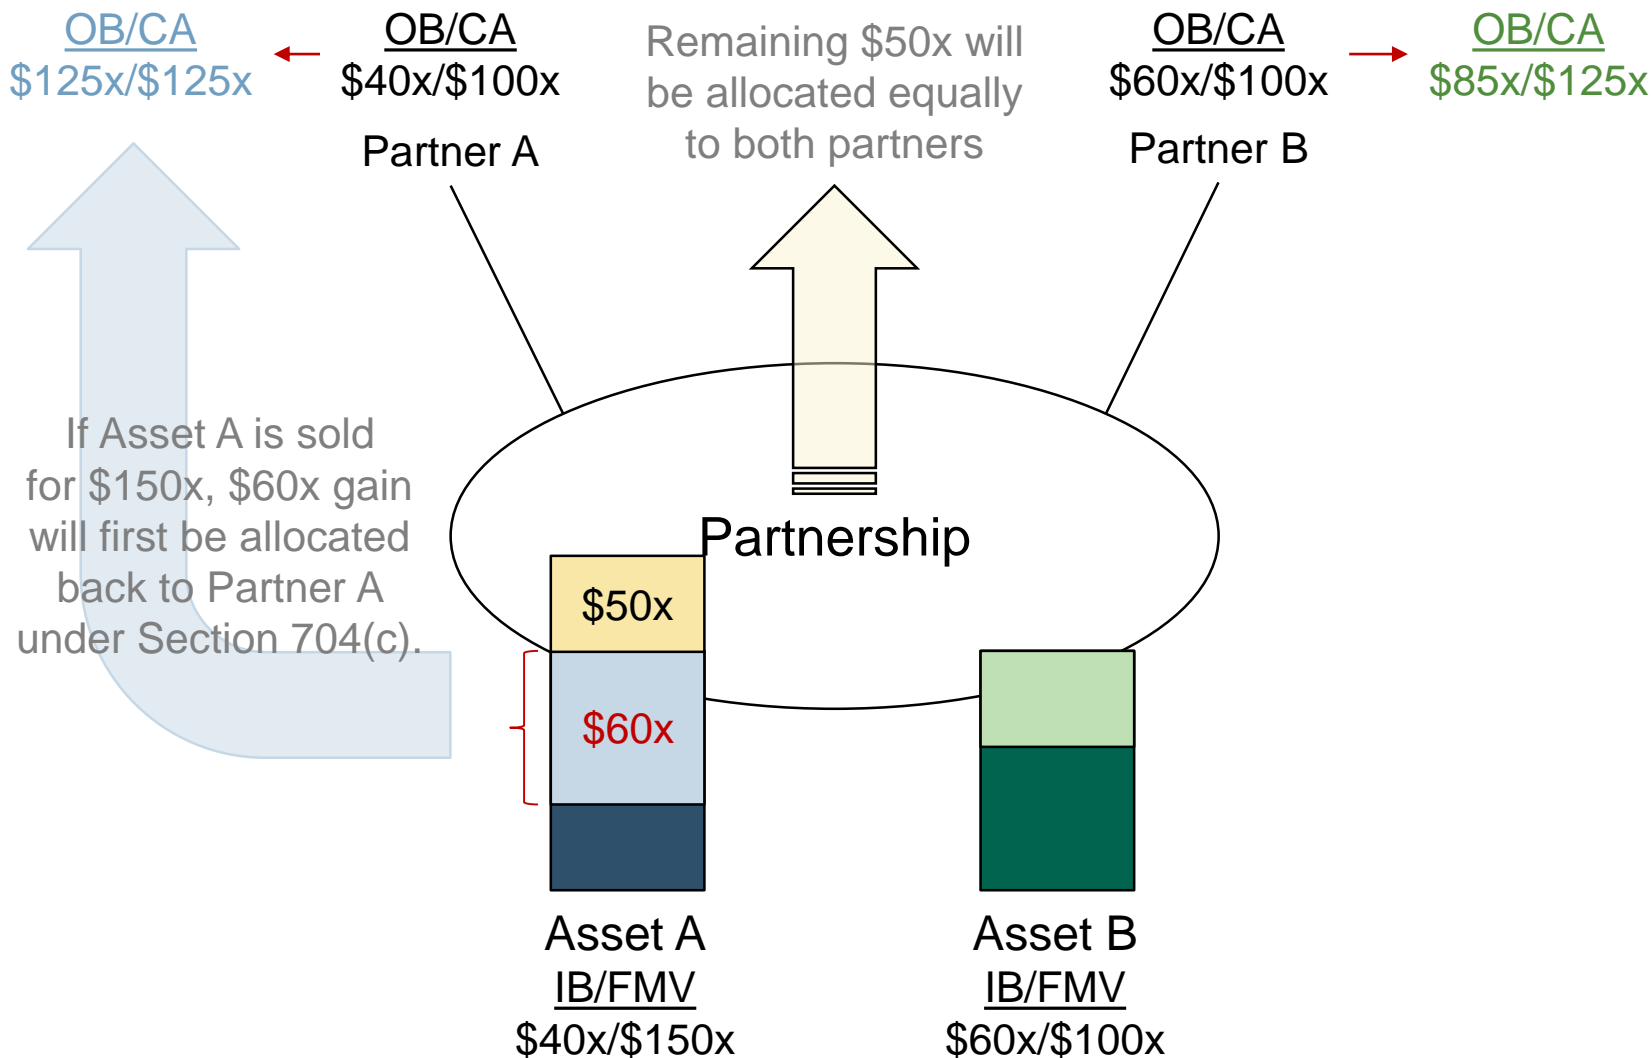 OB/CA
$125x/$125x
OB/CA
$40x/$100x
Partner A
Remaining $50x will
be allocated equally
to both partners
OB/CA
$60x/$100x
Partner B
OB/CA
$85x/$125x
If Asset A is sold
for $150x, $60x gain
will first be allocated
back to Partner A
under Section 704(c).
Partnership
$50x
$60x
Asset A
IB/FMV
$40x/$150x
Asset B
IB/FMV
$60x/$100x